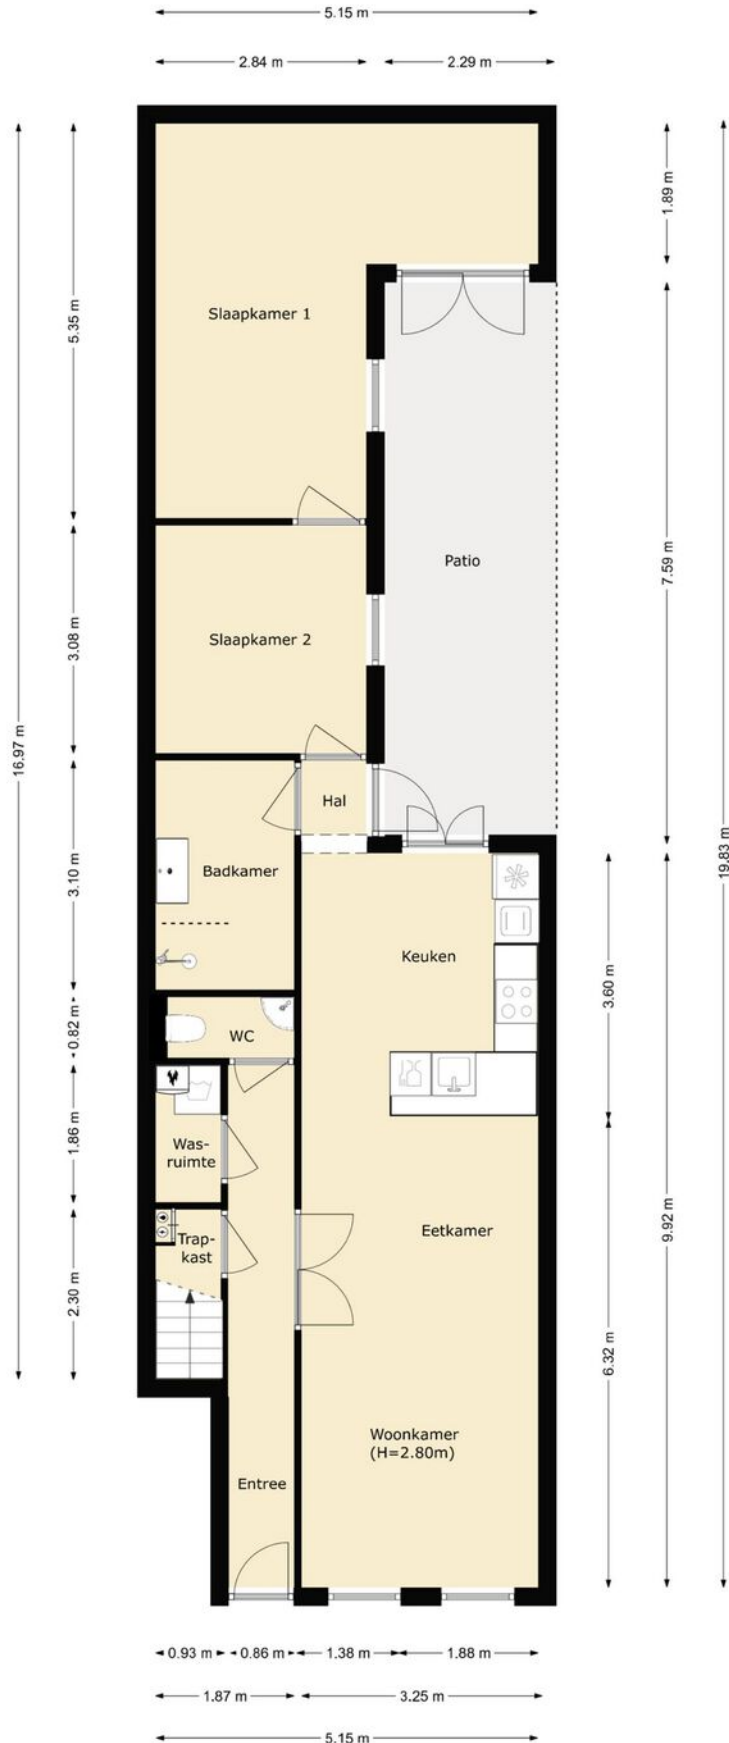 5.15 m
2.84 m
2.29 m
1.89 m
5.35 m
Slaapkamer 1
Patio
7.59 m
3.08 m
Slaapkamer 2
16.97 m
19.83 m
Hal
3.10 m
Badkamer
Keuken
3.60 m
0.82 m
WC
1.86 m
Was-
ruimte
Trap-
kast
2.30 m
Eetkamer
9.92 m
6.32 m
Woonkamer
(H=2.80m)
Entree
0.93 m
0.86 m
1.38 m
1.88 m
1.87 m
3.25 m
5.15 m